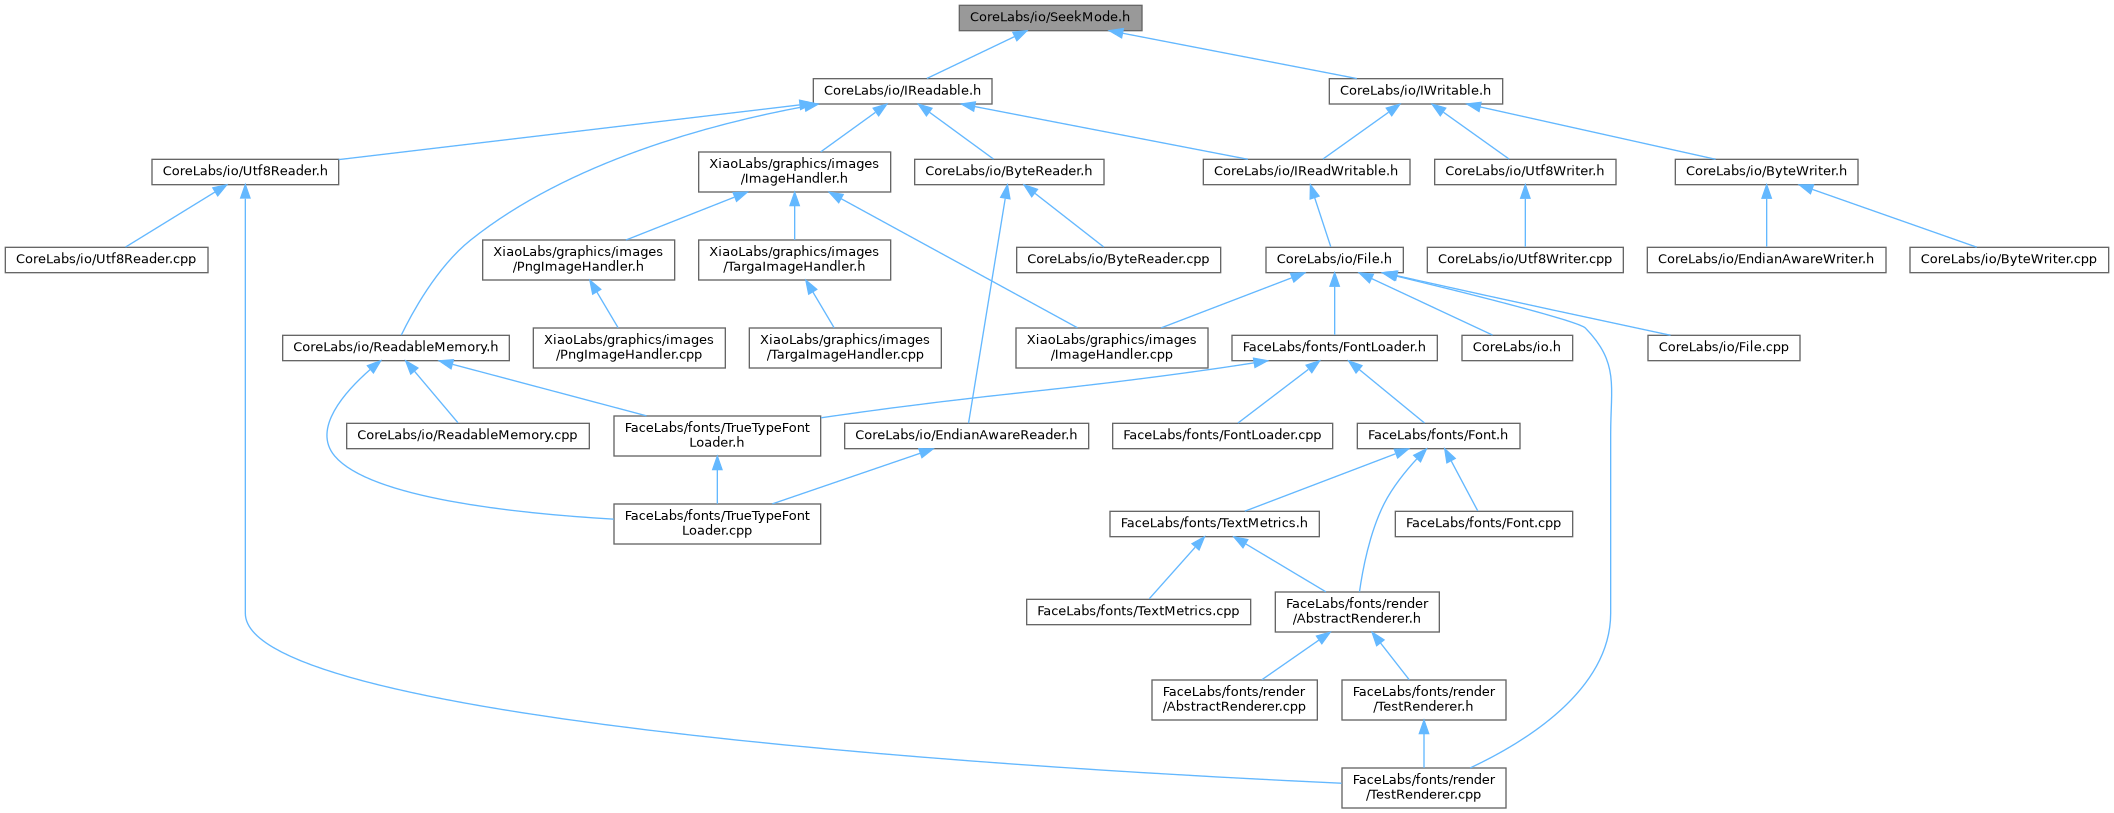 CoreLabs/io/SeekMode.h
CoreLabs/io/IReadable.h
CoreLabs/io/IWritable.h
CoreLabs/io/Utf8Reader.h
XiaoLabs/graphics/images
/ImageHandler.h
CoreLabs/io/ByteReader.h
CoreLabs/io/IReadWritable.h
CoreLabs/io/Utf8Writer.h
CoreLabs/io/ByteWriter.h
CoreLabs/io/Utf8Reader.cpp
XiaoLabs/graphics/images
/PngImageHandler.h
XiaoLabs/graphics/images
/TargaImageHandler.h
CoreLabs/io/ByteReader.cpp
CoreLabs/io/File.h
CoreLabs/io/Utf8Writer.cpp
CoreLabs/io/EndianAwareWriter.h
CoreLabs/io/ByteWriter.cpp
CoreLabs/io/ReadableMemory.h
XiaoLabs/graphics/images
/PngImageHandler.cpp
XiaoLabs/graphics/images
/TargaImageHandler.cpp
XiaoLabs/graphics/images
/ImageHandler.cpp
FaceLabs/fonts/FontLoader.h
CoreLabs/io.h
CoreLabs/io/File.cpp
CoreLabs/io/ReadableMemory.cpp
FaceLabs/fonts/TrueTypeFont
Loader.h
CoreLabs/io/EndianAwareReader.h
FaceLabs/fonts/FontLoader.cpp
FaceLabs/fonts/Font.h
FaceLabs/fonts/TrueTypeFont
Loader.cpp
FaceLabs/fonts/TextMetrics.h
FaceLabs/fonts/Font.cpp
FaceLabs/fonts/TextMetrics.cpp
FaceLabs/fonts/render
/AbstractRenderer.h
FaceLabs/fonts/render
/AbstractRenderer.cpp
FaceLabs/fonts/render
/TestRenderer.h
FaceLabs/fonts/render
/TestRenderer.cpp